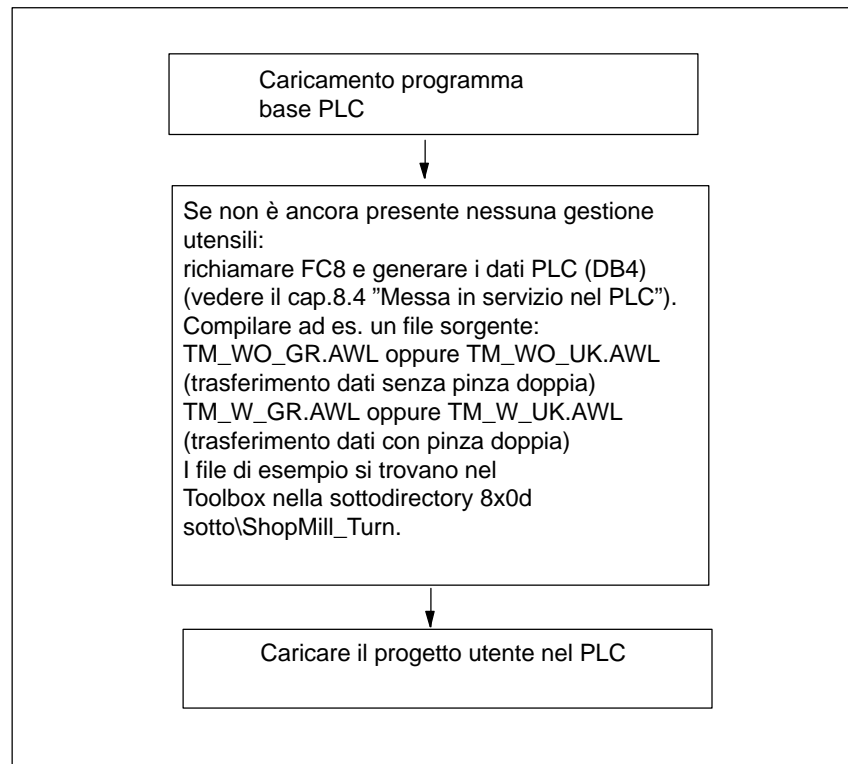 Caricamento programma
base PLC
Se non è ancora presente nessuna gestione
utensili:
richiamare FC8 e generare i dati PLC (DB4)
(vedere il cap.8.4 ”Messa in servizio nel PLC”).
Compilare ad es. un file sorgente:
TM_WO_GR.AWL oppure TM_WO_UK.AWL
(trasferimento dati senza pinza doppia)
TM_W_GR.AWL oppure TM_W_UK.AWL
(trasferimento dati con pinza doppia)
I file di esempio si trovano nel
Toolbox nella sottodirectory 8x0d
sotto\ShopMill_Turn.
Caricare il progetto utente nel PLC